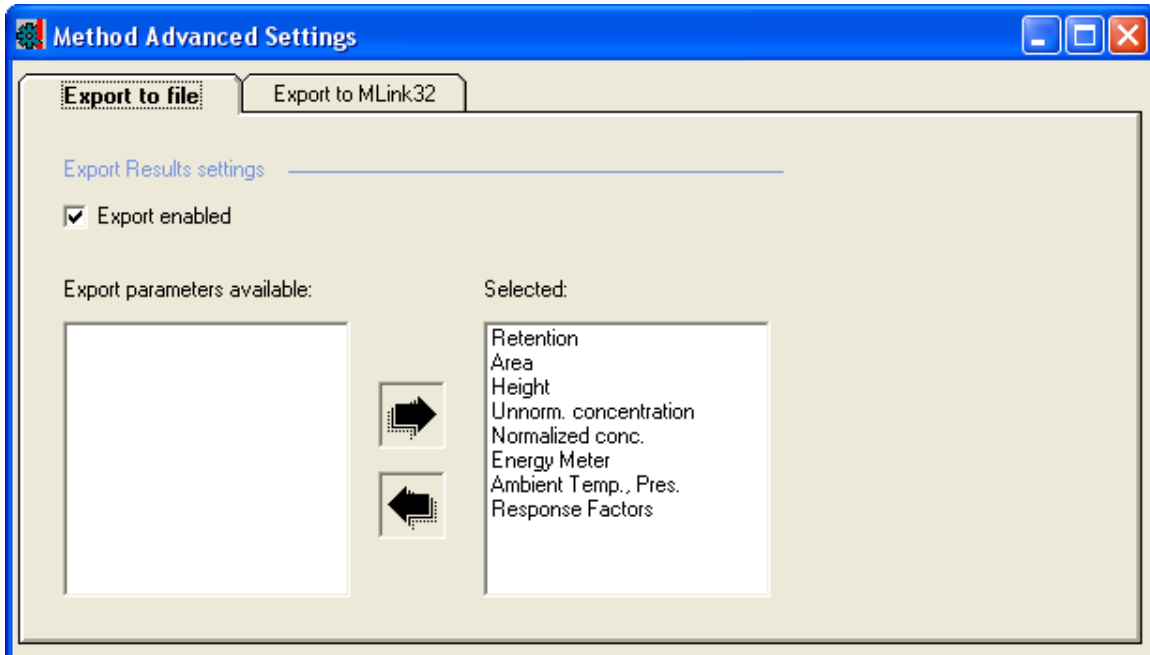 Method Advanced Settings
Export to file
Export to MLink32
Export Results settings
Export enabled
Export parameters available:
Selected:
Retention
Area
Height
Unnorm. concentration
Normalized conc.
Energy Meter
Ambient Temp., Pres.
Response Factors